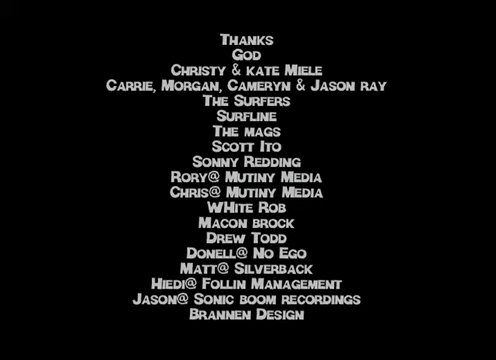 Thanks
God
Christy & kate Miele
Carrie, Morgan, Cameryn & Jason ray
The Surfers
Surfline
The mags
Scott Ito
Sonny Redding
Rory@ Mutiny Media
Chris@ Mutiny Media
White Rob
Macon brock
Drew Todd
Donell@ No Ego
Matt@ Silverback
Hiedi@ Follin Management
Jason@ Sonic boom recordings
Brannen Design